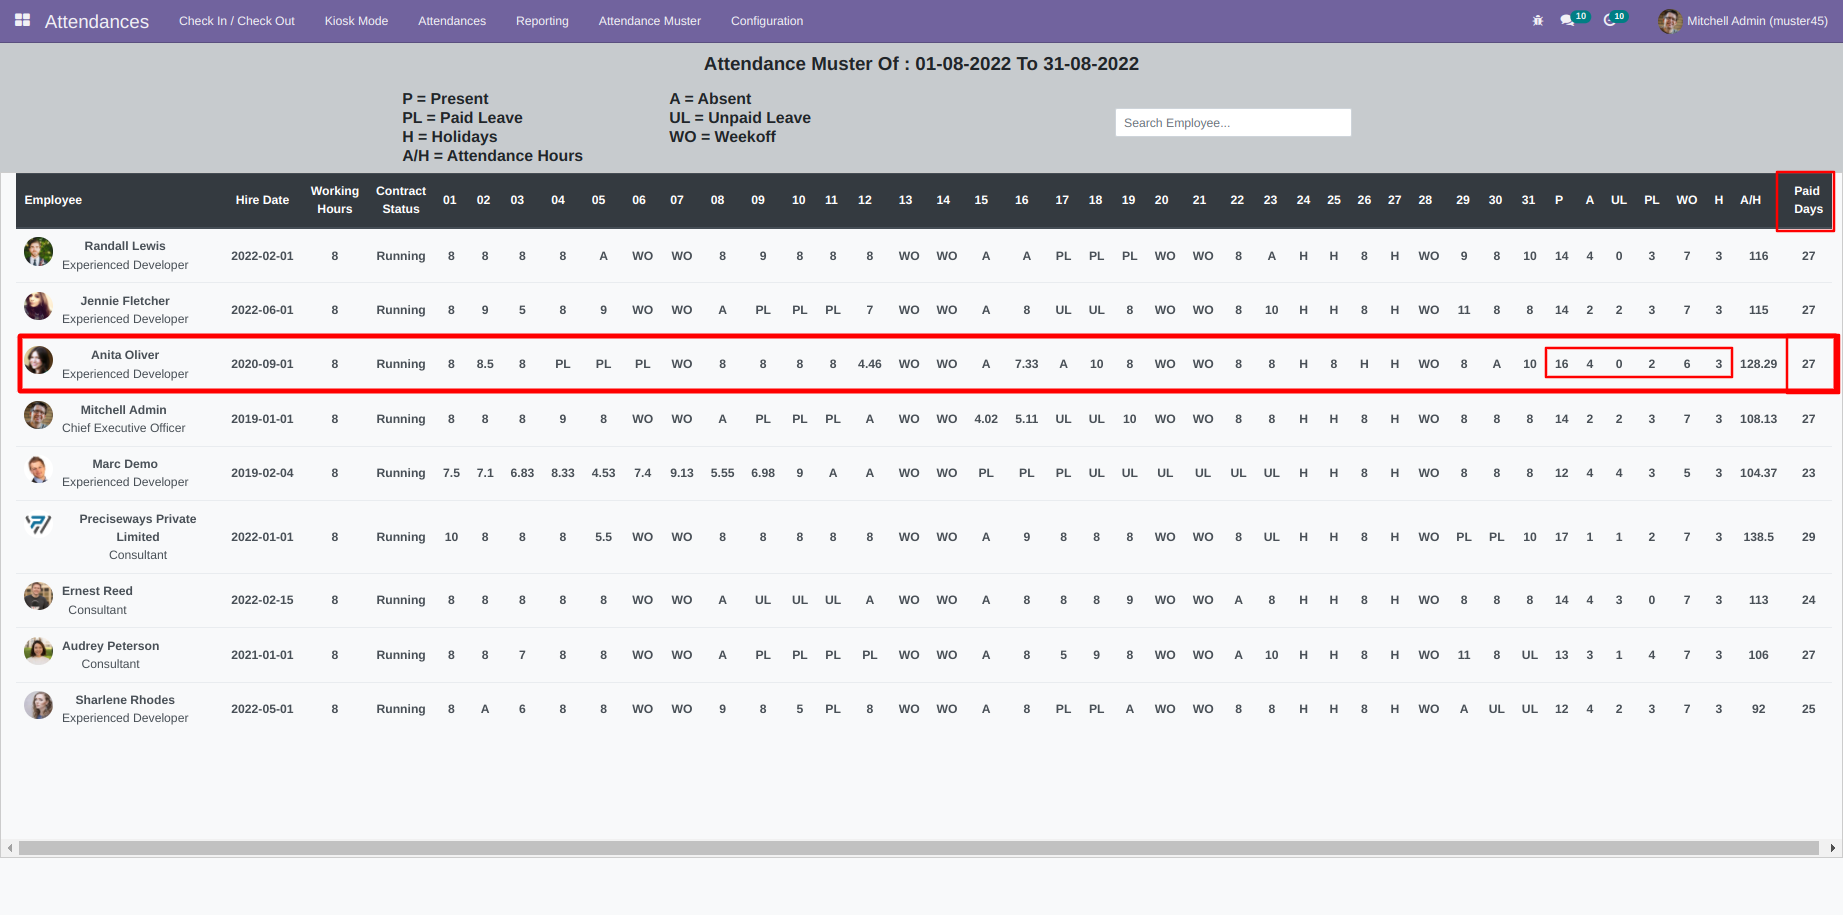 Attendances Check In / Check Out Kiosk Mode Attendances Reporting Attendance Muster Configuration 10 10 Mitchell Admin (muster45)
Attendance Muster Of : 01-08-2022 To 31-08-2022
P = Present A = Absent
PL = Paid Leave UL = Unpaid Leave
Search Employee...
H = Holidays WO = Weekoff
A/H = Attendance Hours
Employee Hire Date Working Hours Contract Status 01 02 03 04 05 06 07 08 09 10 11 12 13 14 15 16 17 18 19 20 21 22 23 24 25 26 27 28 29 30 31 P A UL PL WO H A/H Paid Days
Randall Lewis
Experienced Developer 2022-02-01 8 Running 8 8 8 8 A WO WO 8 9 8 8 8 WO WO A A PL PL PL WO WO 8 A H H 8 H WO 9 8 10 14 4 0 3 7 3 116 27
Jennie Fletcher
Experienced Developer 2022-06-01 8 Running 8 9 5 8 9 WO WO A PL PL PL 7 WO WO A 8 UL UL 8 WO WO 8 10 H H 8 H WO 11 8 8 14 2 2 3 7 3 115 27
Anita Oliver
Experienced Developer 2020-09-01 8 Running 8 8.5 8 PL PL PL WO 8 8 8 8 4.46 WO WO A 7.33 A 10 8 WO WO 8 8 H 8 H H WO 8 A 10 16 4 0 2 6 3 128.29 27
Mitchell Admin
Chief Executive Officer 2019-01-01 8 Running 8 8 8 9 8 WO WO A PL PL PL A WO WO 4.02 5.11 UL UL 10 WO WO 8 8 H H 8 H WO 8 8 8 14 2 2 3 7 3 108.13 27
Marc Demo
Experienced Developer 2019-02-04 8 Running 7.5 7.1 6.83 8.33 4.53 7.4 9.13 5.55 6.98 9 A A WO WO PL PL PL UL UL UL UL UL UL H H 8 H WO 8 8 8 12 4 4 3 5 3 104.37 23
Preciseways Private
Limited
Consultant 2022-01-01 8 Running 10 8 8 8 5.5 WO WO 8 8 8 8 8 WO WO A 9 8 8 8 WO WO 8 UL H H 8 H WO PL PL 10 17 1 1 2 7 3 138.5 29
Ernest Reed
Consultant 2022-02-15 8 Running 8 8 8 8 8 WO WO A UL UL UL A WO WO A 8 8 8 9 WO WO A 8 H H 8 H WO 8 8 8 14 4 3 0 7 3 113 24
Audrey Peterson
Consultant 2021-01-01 8 Running 8 8 7 8 8 WO WO A PL PL PL PL WO WO A 8 5 9 8 WO WO A 10 H H 8 H WO 11 8 UL 13 3 1 4 7 3 106 27
Sharlene Rhodes
Experienced Developer 2022-05-01 8 Running 8 A 6 8 8 WO WO 9 8 5 PL 8 WO WO A 8 PL PL A WO WO 8 8 H H 8 H WO A UL UL 12 4 2 3 7 3 92 25